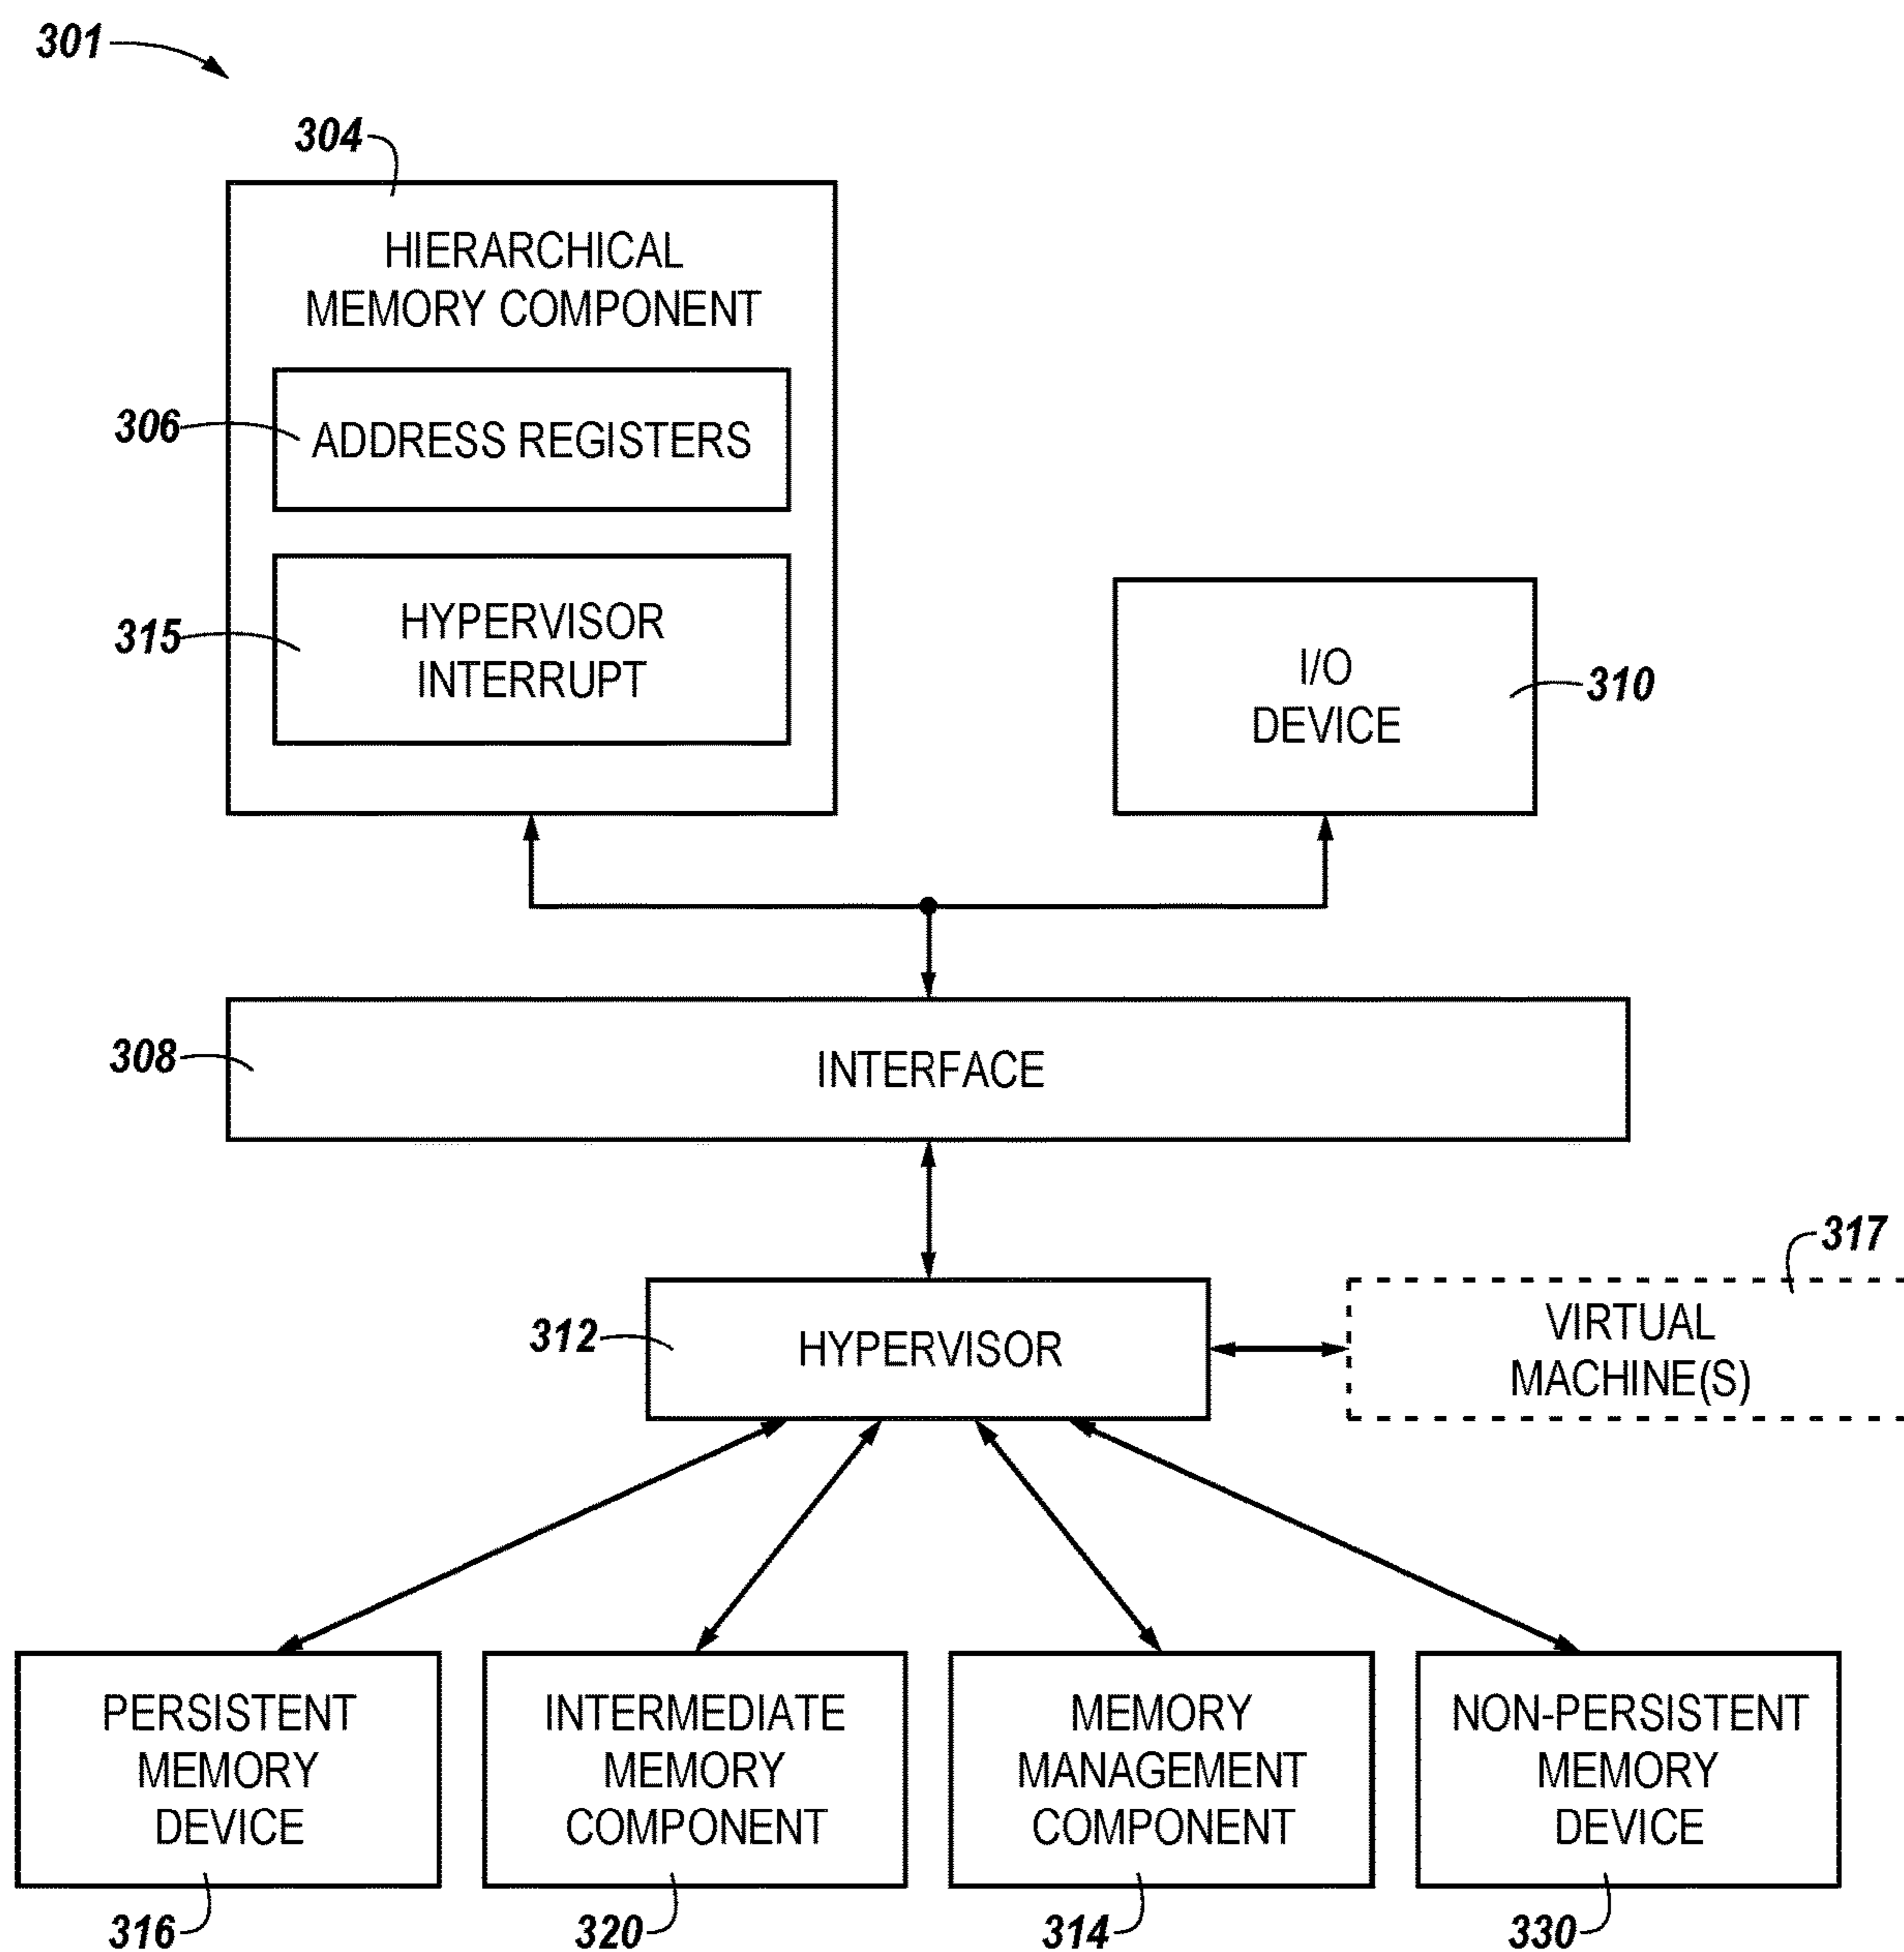 301
304
HIERARCHICAL
MEMORY COMPONENT
306
ADDRESS REGISTERS
315
HYPERVISOR
INTERRUPT
I/O
DEVICE
310
308
INTERFACE
317
312
HYPERVISOR
VIRTUAL
MACHINE(S)
PERSISTENT
MEMORY
DEVICE
316
INTERMEDIATE
MEMORY
COMPONENT
320
MEMORY
MANAGEMENT
COMPONENT
314
NON-PERSISTENT
MEMORY
DEVICE
330